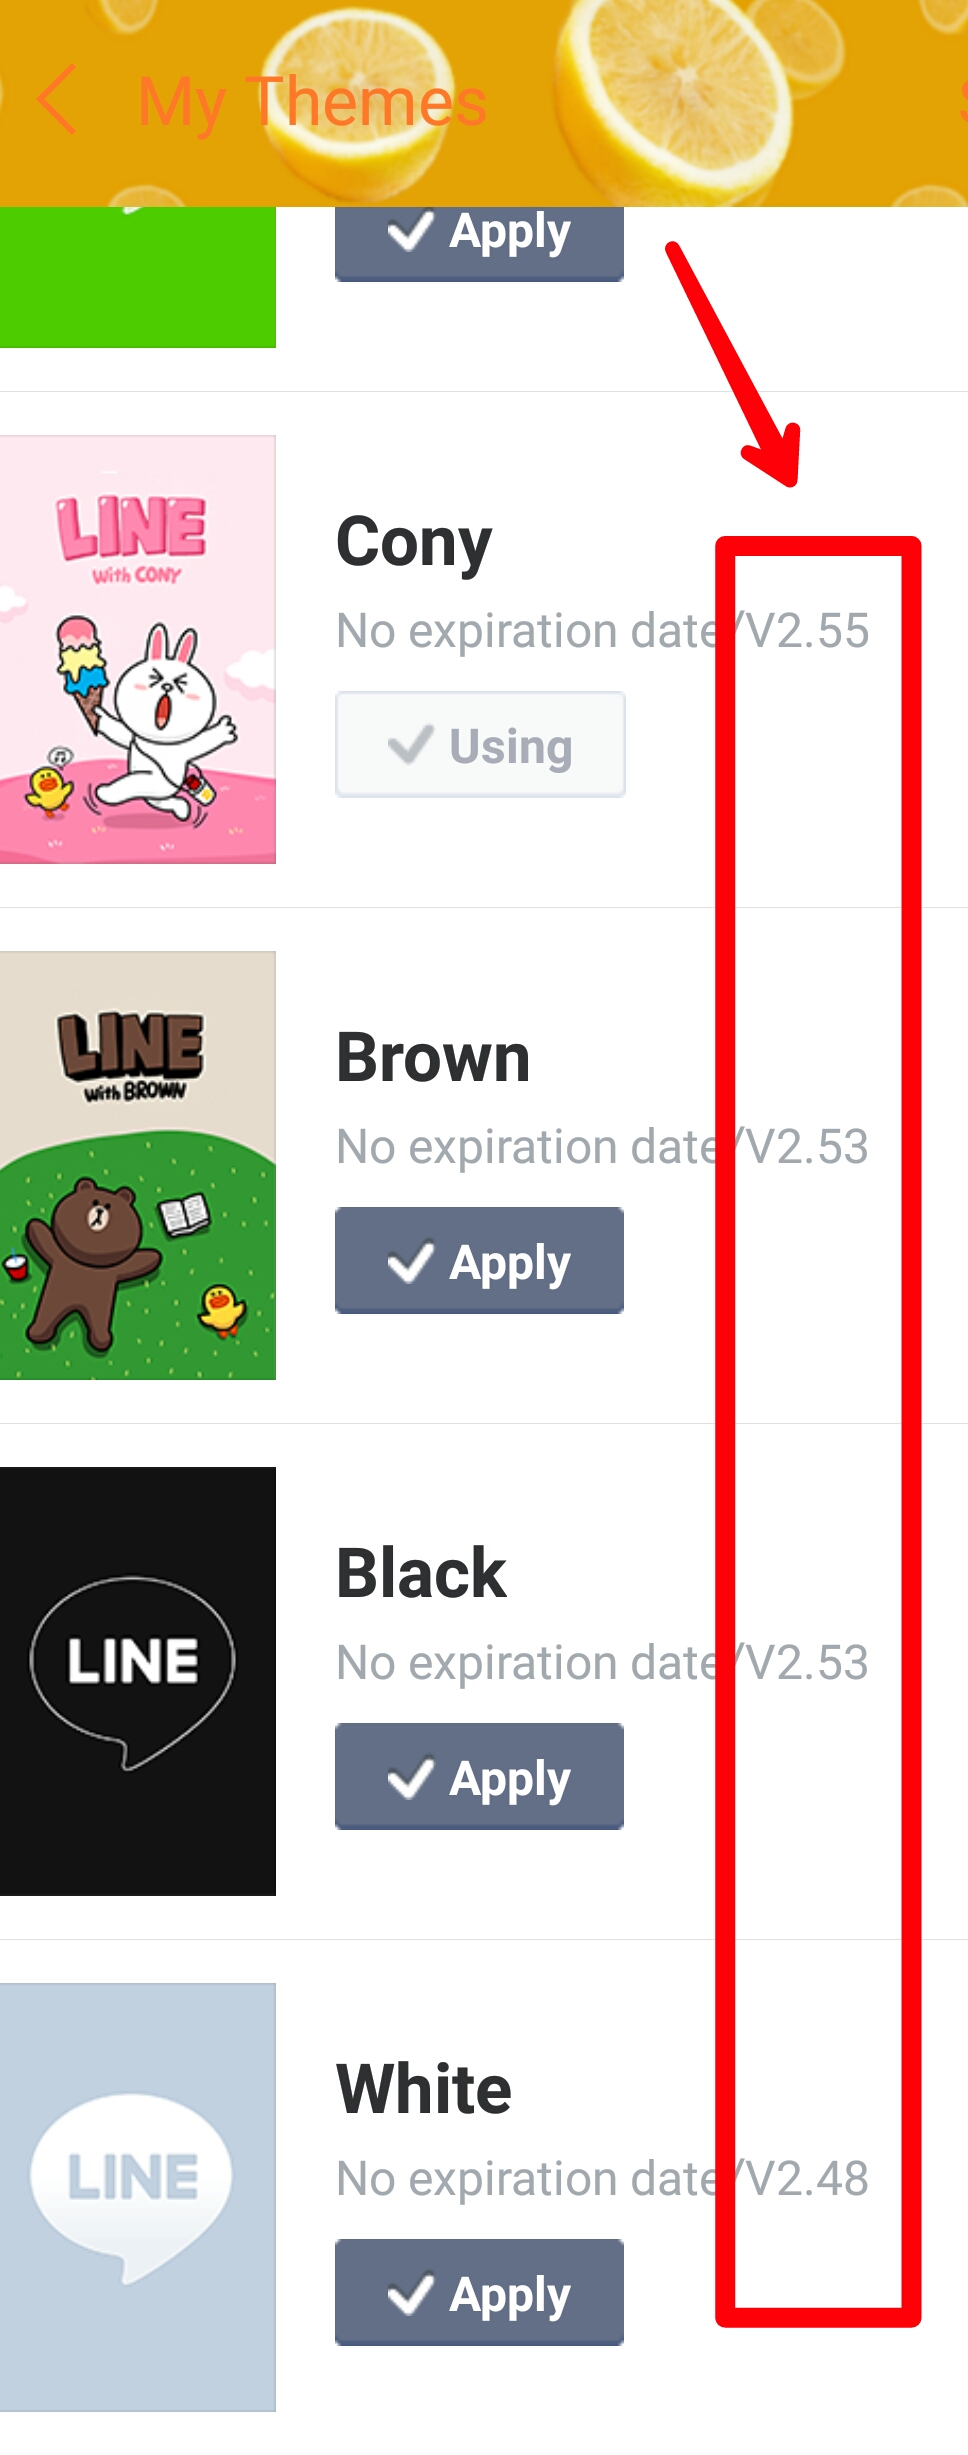 My Themes
Apply
LINE
with CONY
Cony
No expiration date/V2.55
Using
LINE
with BROWN
Brown
No expiration date/V2.53
Apply
LINE
Black
No expiration date/V2.53
Apply
LINE
White
No expiration date/V2.48
Apply